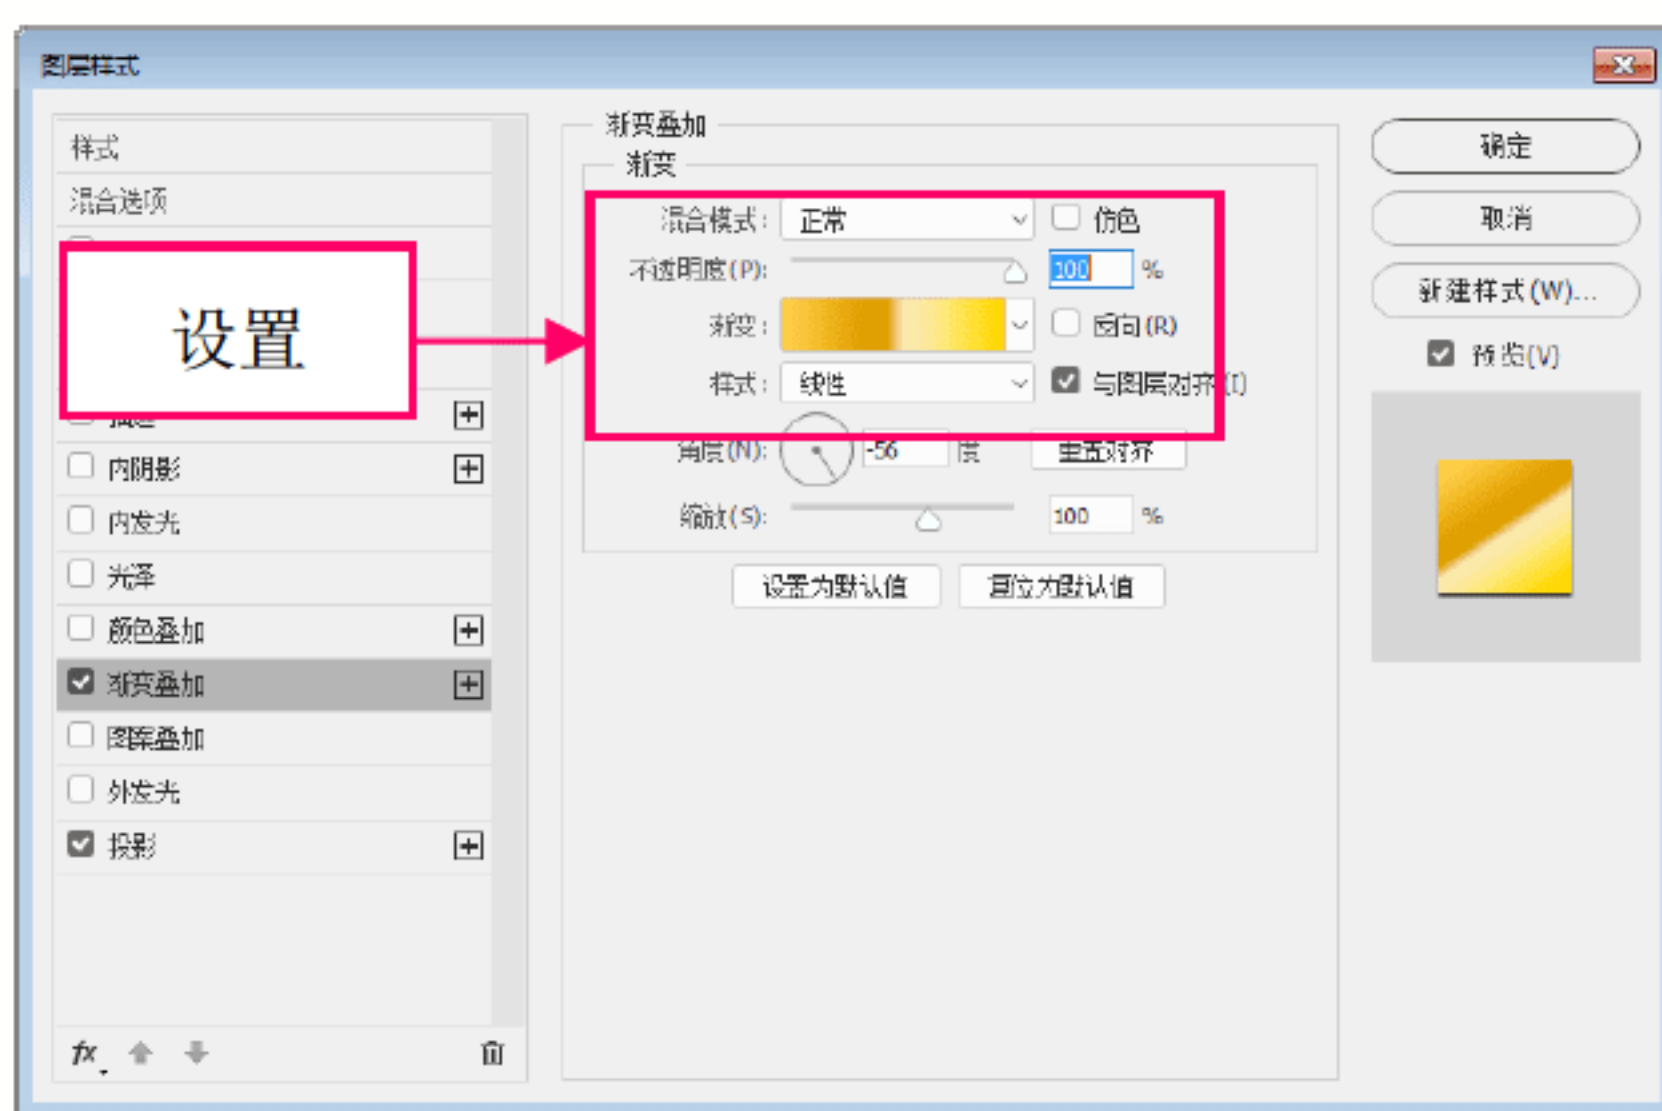 图层样式
样式
混合选项
设置
内阴影
内发光
光泽
颜色叠加
渐变叠加
图案叠加
外发光
投影
fx
渐变叠加
渐变
混合模式: 正常 仿色
不透明度(P): 100 %
渐变: 反向(R)
样式: 线性 与图层对齐(I)
角度(N): -56 度 重置对齐
缩放(S): 100 %
设置为默认值 复位为默认值
确定
取消
新建样式(W)...
预览(V)